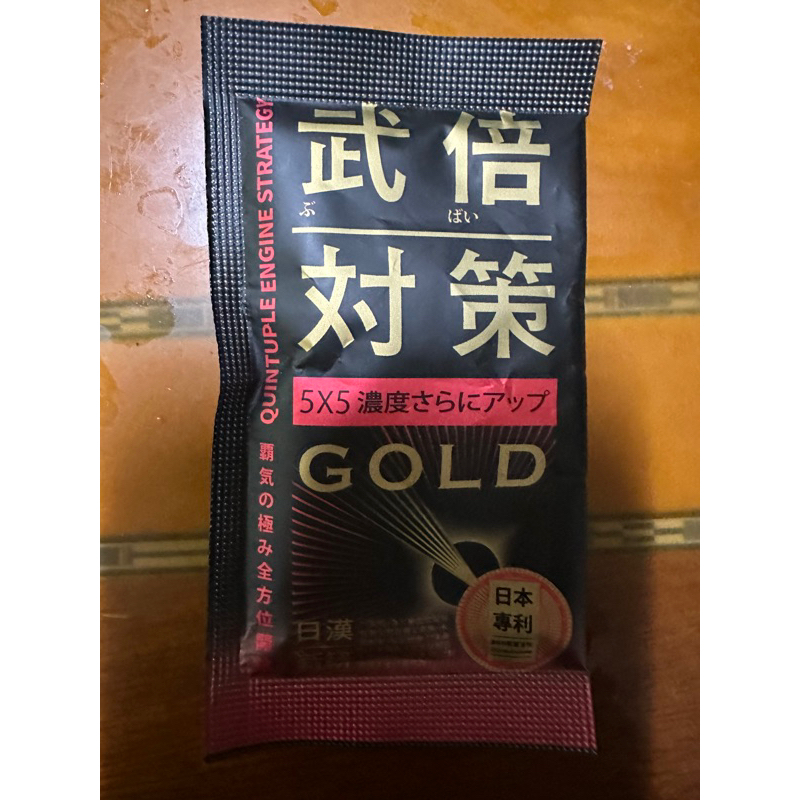 武倍
ぶ ばい
対策
5X5 濃度さらにアップ
GOLD
QUINTUPLE ENGINE STRATEGY
覇気の極み全方位
日漢
日本
專利